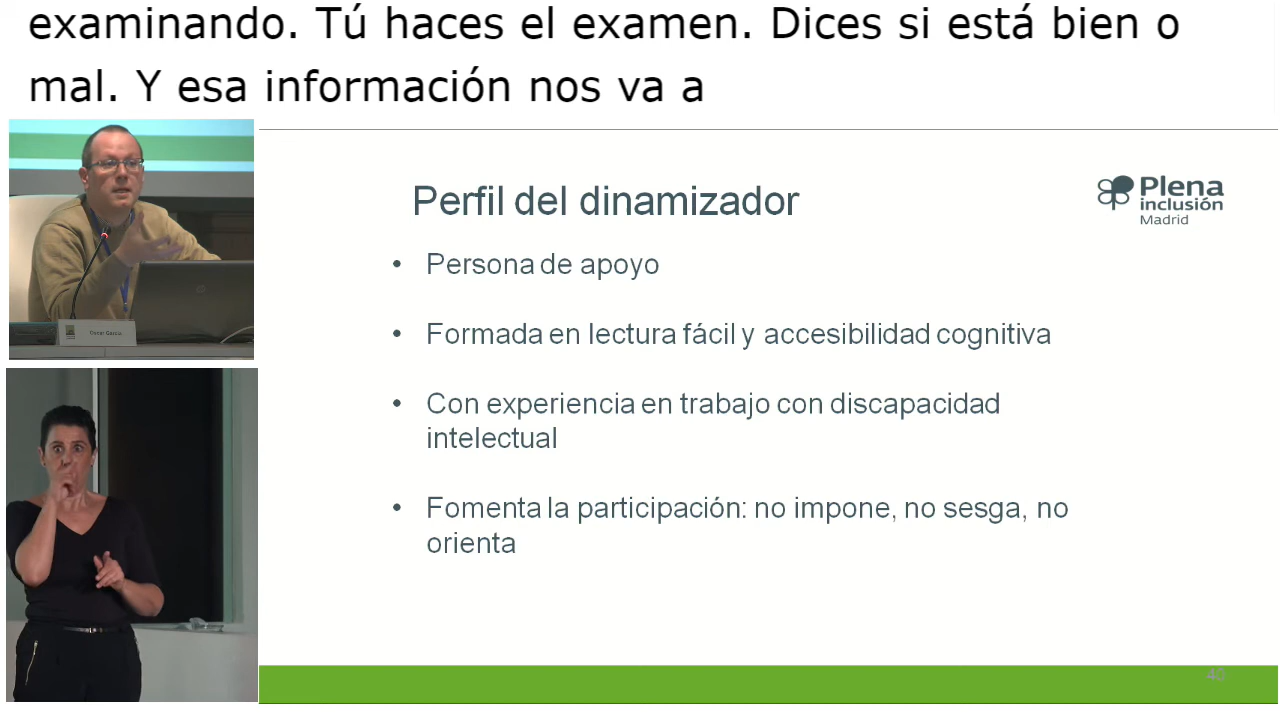 examinando. Tú haces el examen. Dices si está bien o
mal. Y esa información nos va a
Perfil del dinamizador
Plena
inclusión
Madrid
• Persona de apoyo
• Formada en lectura fácil y accesibilidad cognitiva
• Con experiencia en trabajo con discapacidad
intelectual
• Fomenta la participación: no impone, no sesga, no
orienta
Óscar García